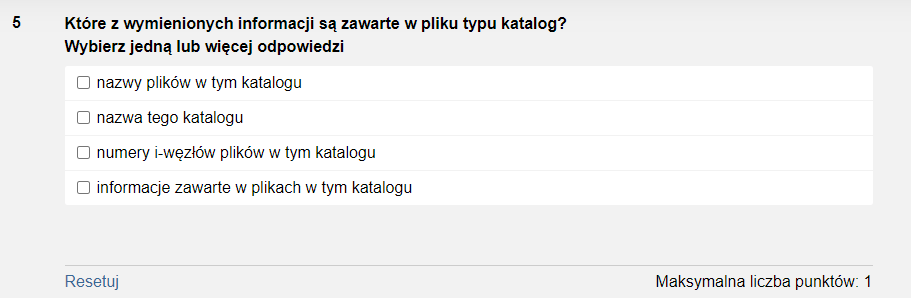 5 Które z wymienionych informacji są zawarte w pliku typu katalog?
Wybierz jedną lub więcej odpowiedzi
nazwy plików w tym katalogu
nazwa tego katalogu
numery i-węzłów plików w tym katalogu
informacje zawarte w plikach w tym katalogu
Resetuj Maksymalna liczba punktów: 1